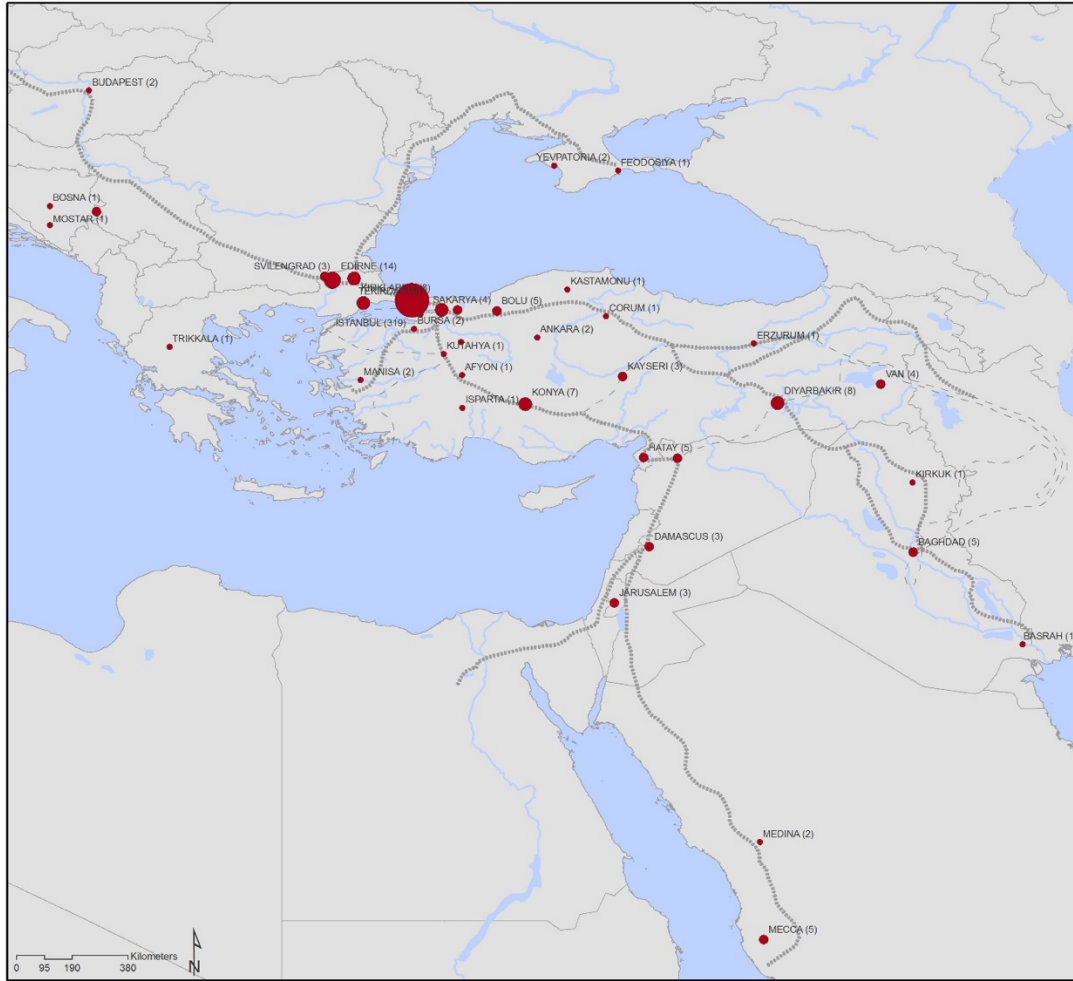 BUDAPEST (2)
YEVPATORIA (2)
FEODOSIYA (1)
BOSNA (1)
MOSTAR (1)
SVILENGRAD (3)
EDIRNE (14)
KASTAMONU (1)
SAKARYA (4)
BOLU (5)
CORUM (1)
ISTANBUL (319)
BURSA (2)
ANKARA (2)
ERZURUM (1)
TRIKKALA (1)
KUTAHYA (1)
AFYON (1)
KAYSERI (3)
VAN (4)
MANISA (2)
DIYARBAKIR (8)
ISPARTA (1)
KONYA (7)
HATAY (5)
KIRKUK (1)
DAMASCUS (3)
BAGHDAD (5)
JARUSALEM (3)
BASRAH (1
MEDINA (2)
MECCA (5)
Kilometers
0 95 190 380
N